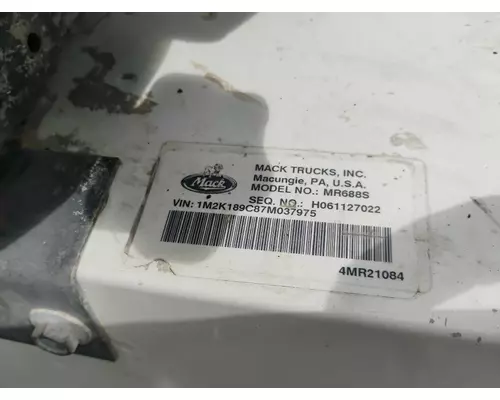 Mack
MACK TRUCKS, INC.
Macungie, PA, U.S.A.
MODEL NO.: MR688S
SEQ. NO.: H061127022
VIN: 1M2K189C87M037975
4MR21084